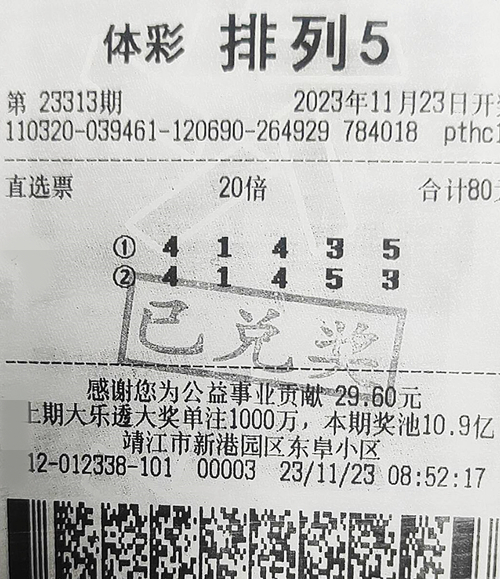 体彩 排列5
第 23313期 2023年11月23日开奖
110320-039461-120690-264929 784018 pthc1
直选票 20倍 合计80元
① 4 1 4 3 5
② 4 1 4 5 3
已兑奖
感谢您为公益事业贡献 29.60元
上期大乐透大奖单注1000万，本期奖池10.9亿
靖江市新港园区东阜小区
12-012338-101 00003 23/11/23 08:52:17